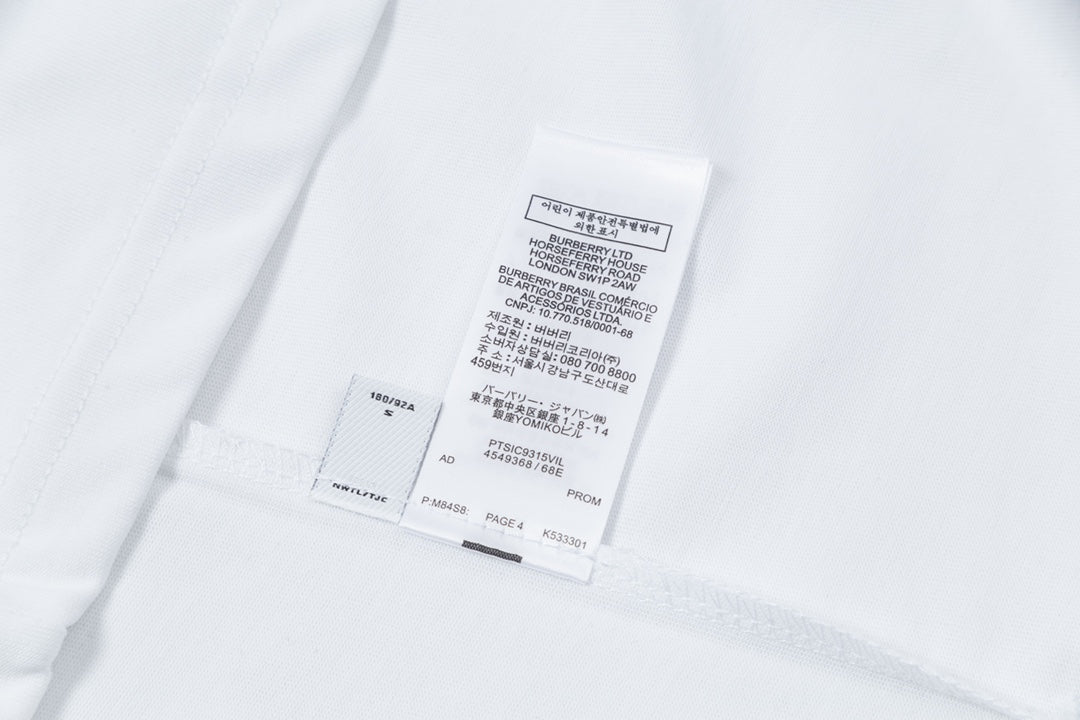 어린이 제품안전특별법에
의한 표시
BURBERRY LTD
HORSEFERRY HOUSE
HORSEFERRY ROAD
LONDON SW1P 2AW
BURBERRY BRASIL COMÉRCIO
DE ARTIGOS DE VESTUÁRIO E
ACESSÓRIOS LTDA.
CNPJ: 10.770.518/0001-68
제조원 : 버버리
수입원 : 버버리코리아(주)
소버자상담실: 080 700 8800
주 소 : 서울시 강남구 도산대로
459번지
バーバリー・ジャパン㈱
東京都中央区銀座 1 - 8 - 14
銀座YOMIKOビル
PTSIC9315VIL
4549368 / 68E
AD
PROM
P:M84S8: PAGE 4 K533301
180/92A
S